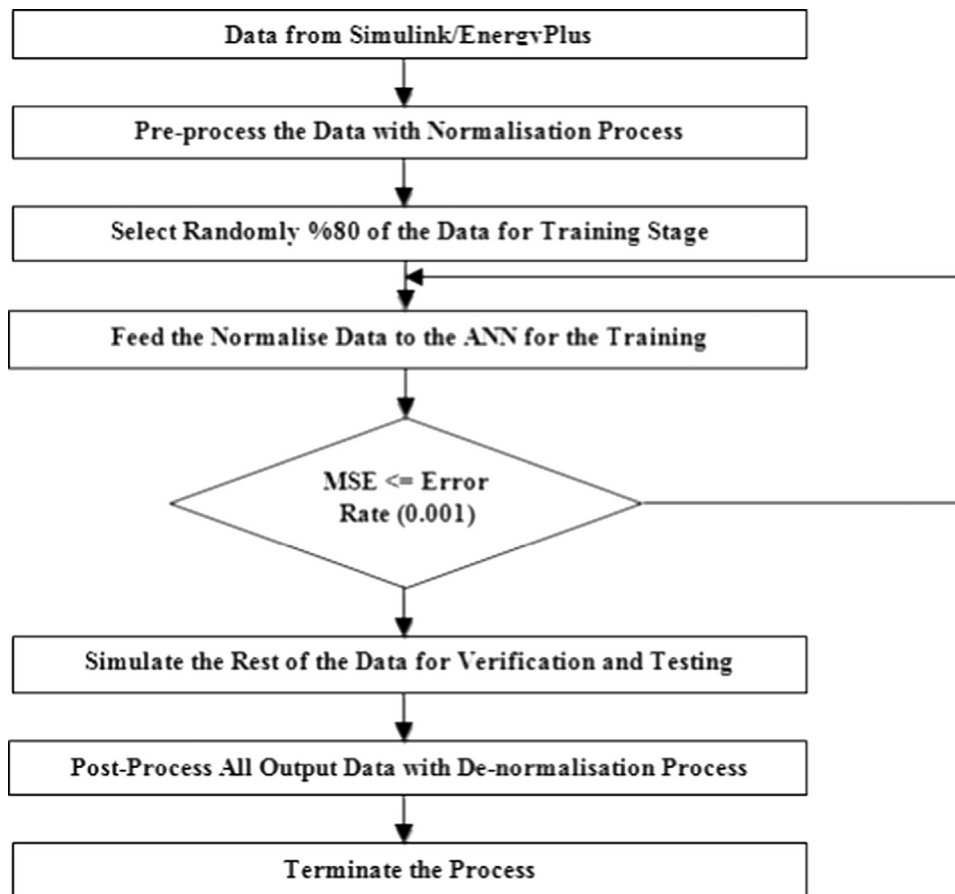 Data from Simulink/EnergyPlus
Pre-process the Data with Normalisation Process
Select Randomly %80 of the Data for Training Stage
Feed the Normalise Data to the ANN for the Training
MSE <= Error
Rate (0.001)
Simulate the Rest of the Data for Verification and Testing
Post-Process All Output Data with De-normalisation Process
Terminate the Process